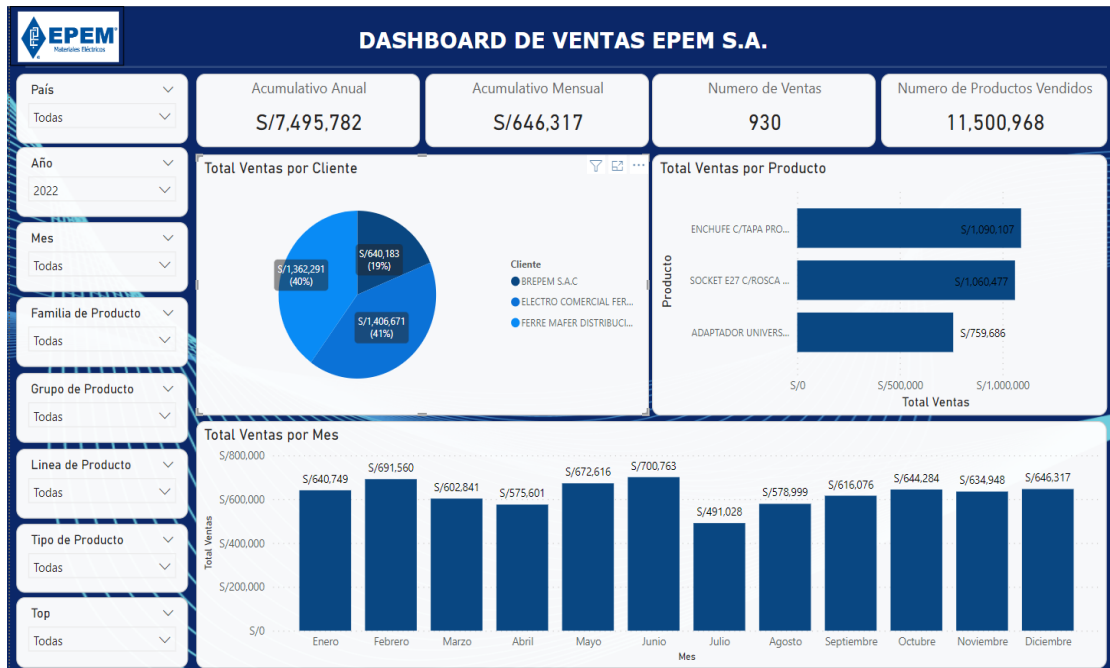 EPEM
Materiales Eléctricos
DASHBOARD DE VENTAS EPEM S.A.
País
Todas
Año
2022
Mes
Todas
Familia de Producto
Todas
Grupo de Producto
Todas
Linea de Producto
Todas
Tipo de Producto
Todas
Top
Todas
Acumulativo Anual
S/7,495,782
Acumulativo Mensual
S/646,317
Numero de Ventas
930
Numero de Productos Vendidos
11,500,968
Total Ventas por Cliente
S/640,183
(19%)
S/1,362,291
(40%)
S/1,406,671
(41%)
Cliente
BREPEM S.A.C
ELECTRO COMERCIAL FER...
FERRE MAFER DISTRIBUCI...
Total Ventas por Producto
Producto
ENCHUFE C/TAPA PRO...
S/1.090,107
SOCKET E27 C/ROSCA ...
S/1.060,477
ADAPTADOR UNIVERS...
S/759,686
S/0
S/500,000
S/1.000,000
Total Ventas
Total Ventas por Mes
Total Ventas
S/800,000
S/600,000
S/400,000
S/200,000
S/0
S/640,749
S/691,560
S/602,841
S/575,601
S/672,616
S/700,763
S/491,028
S/578,999
S/616,076
S/644,284
S/634,948
S/646,317
Enero
Febrero
Marzo
Abril
Mayo
Junio
Julio
Agosto
Septiembre
Octubre
Noviembre
Diciembre
Mes